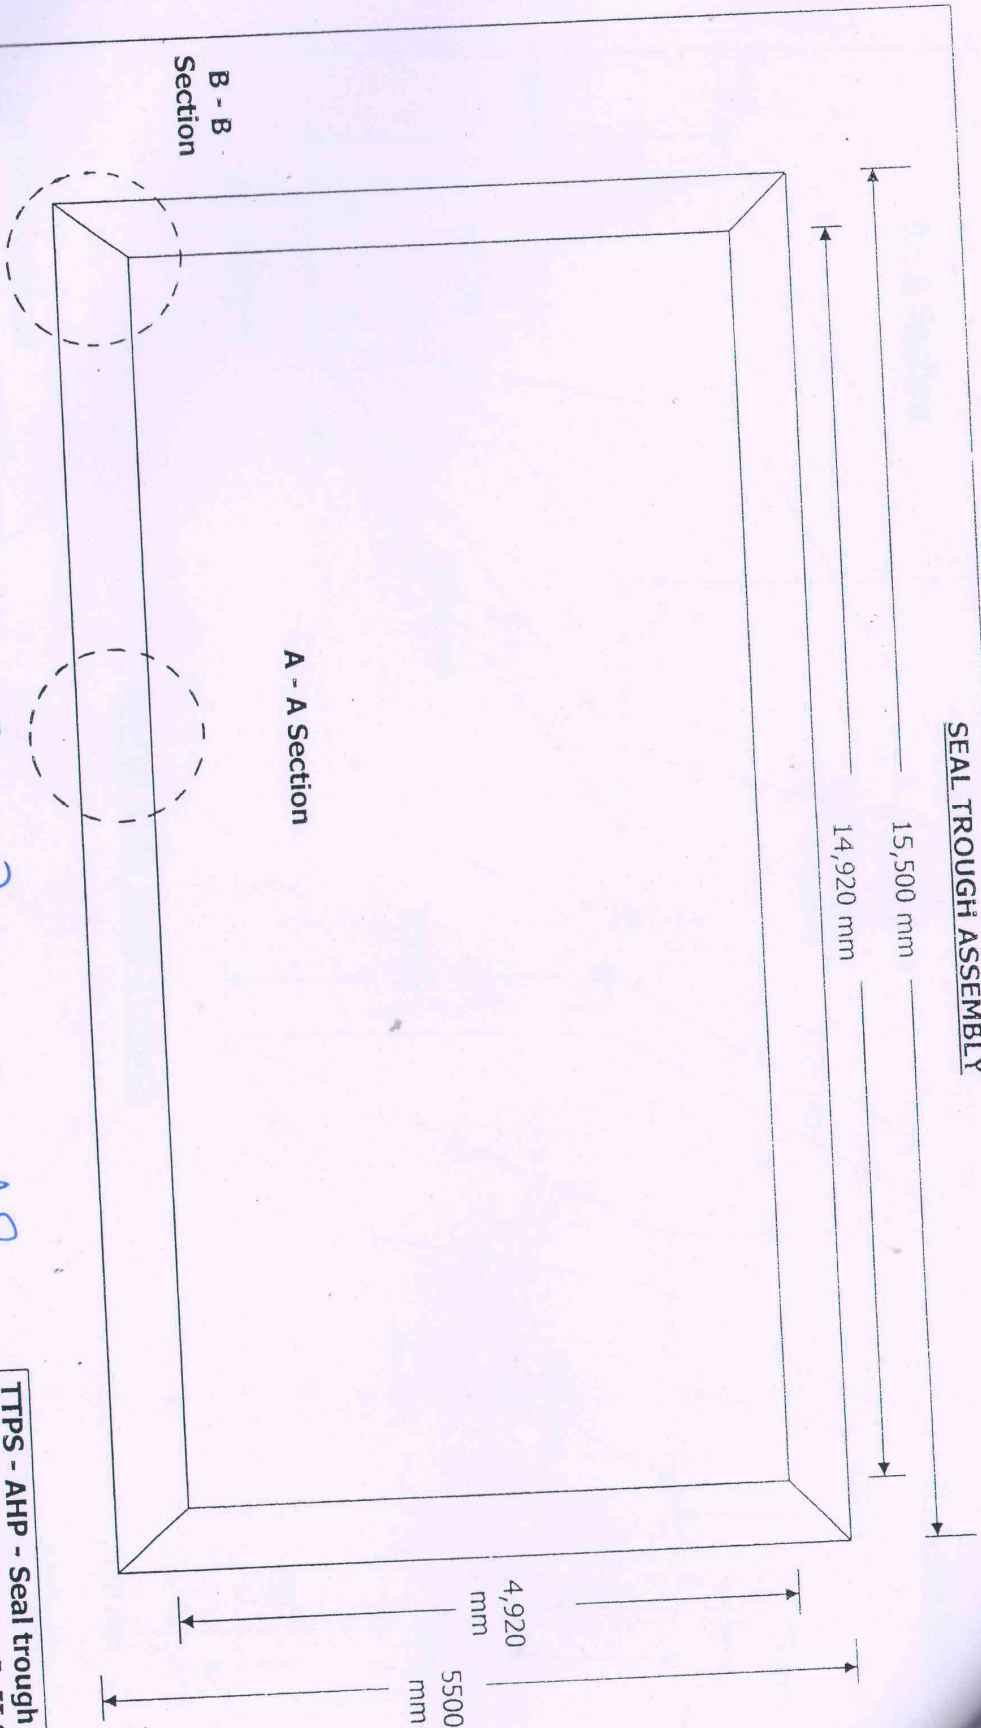 SEAL TROUGH ASSEMBLY
15,500 mm
14,920 mm
B - B
Section
A - A Section
4,920
mm
5500
mm
TTPS - AHP - Seal trough